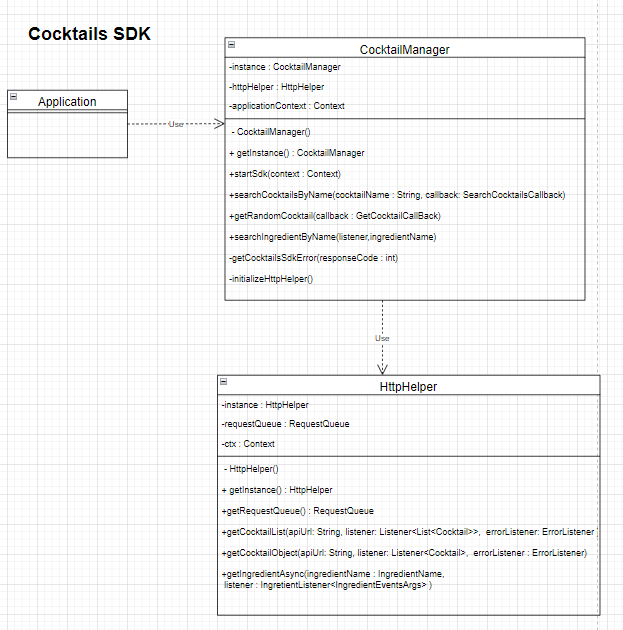 Cocktails SDK
Application
Use
CocktailManager
-instance : CocktailManager
-httpHelper : HttpHelper
-applicationContext : Context
- CocktailManager()
+ getInstance() : CocktailManager
+startSdk(context : Context)
+searchCocktailsByName(cocktailName : String, callback: SearchCocktailsCallback)
+getRandomCocktail(callback : GetCocktailCallBack)
+searchIngredientByName(listener,ingredientName)
-getCocktailsSdkError(responseCode : int)
-initializeHttpHelper()
Use
HttpHelper
-instance : HttpHelper
-requestQueue : RequestQueue
-ctx : Context
- HttpHelper()
+ getInstance() : HttpHelper
+getRequestQueue() : RequestQueue
+getCocktailList(apiUrl: String, listener: Listener<List<Cocktail>>, errorListener: ErrorListener
+getCocktailObject(apiUrl: String, listener: Listener<Cocktail>, errorListener : ErrorListener)
+getIngredientAsync(ingredientName : IngredientName,
listener : IngretientListener<IngredientEventsArgs> )